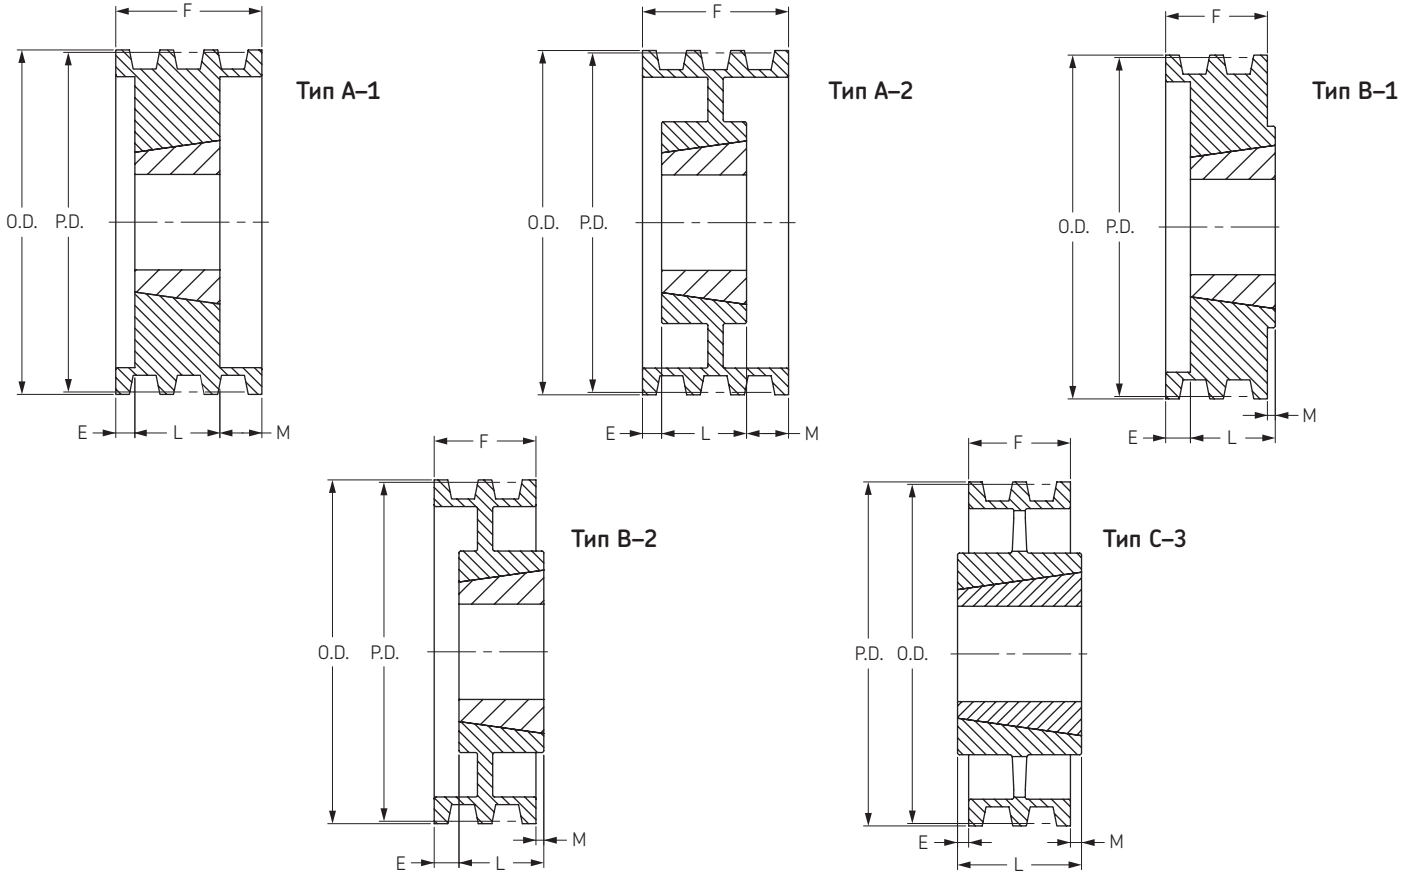 F
F
F
Тип A–1
Тип A–2
Тип B–1
O.D.
P.D.
O.D.
P.D.
O.D.
P.D.
E
L
M
E
L
M
E
L
M
F
F
Тип B–2
Тип C–3
O.D.
P.D.
P.D.
O.D.
E
L
M
E
L
M